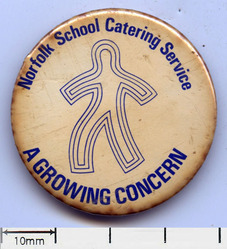 Norfolk School Catering Service
A GROWING CONCERN
10mm